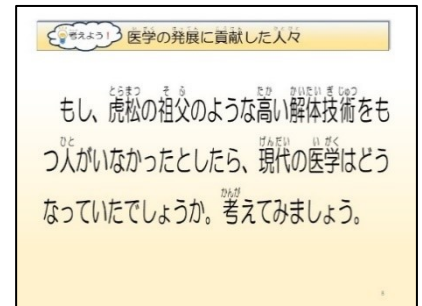 考えよう！ 医学の発展に貢献した人々
もし、虎松の祖父のような高い解体技術をも
つ人がいなかったとしたら、現代の医学はどう
なっていたでしょうか。考えてみましょう。